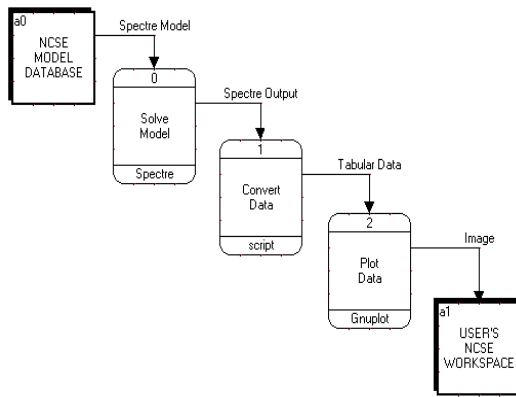 a0
NCSE
MODEL
DATABASE
Spectre Model
0
Solve
Model
Spectre
Spectre Output
1
Convert
Data
script
Tabular Data
2
Plot
Data
Gnuplot
Image
a1
USER'S
NCSE
WORKSPACE